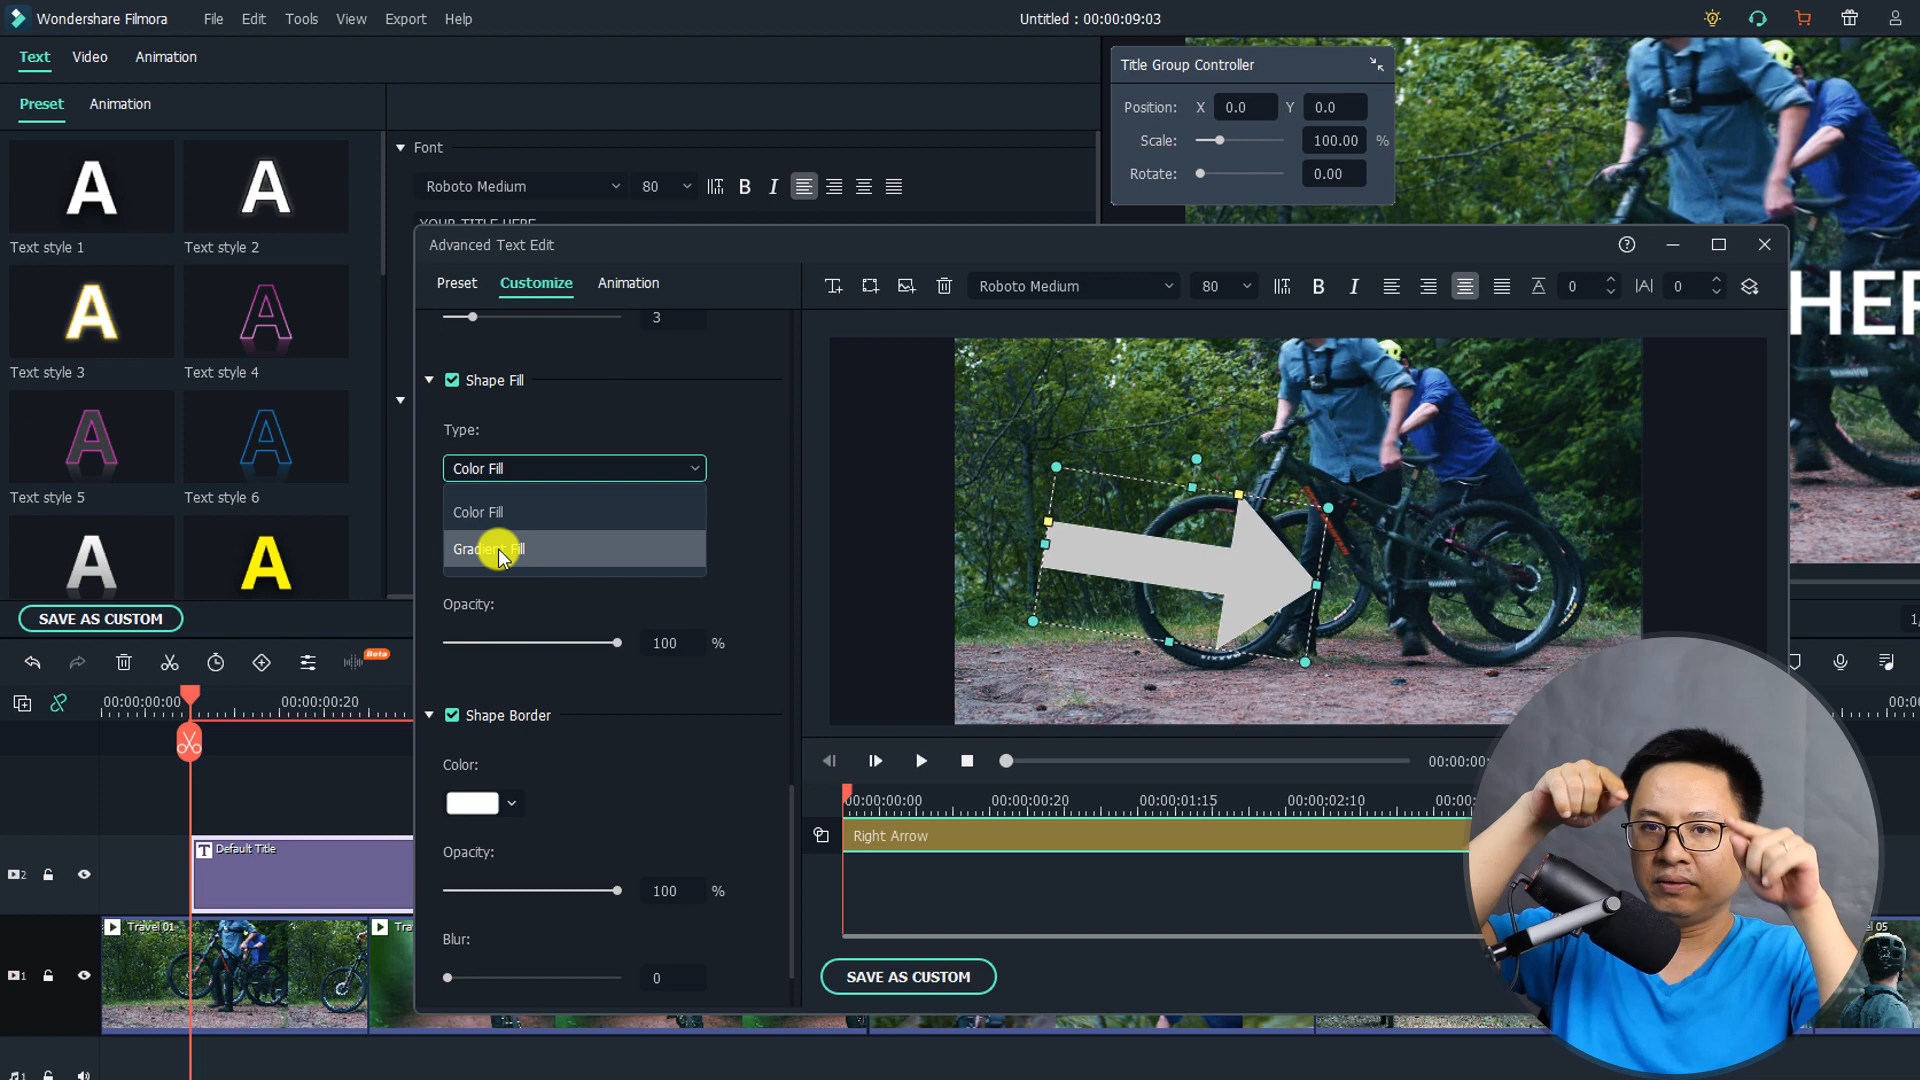 Wondershare Filmora
File Edit Tools View Export Help
Untitled : 00:00:09:03
Text Video Animation
Preset Animation
Font
Roboto Medium 80
YOUR TITLE HERE
Text style 1
Text style 2
Text style 3
Text style 4
Text style 5
Text style 6
SAVE AS CUSTOM
Title Group Controller
Position: X 0.0 Y 0.0
Scale: 100.00 %
Rotate: 0.00
HER
Advanced Text Edit
Preset Customize Animation
Roboto Medium 80 0 0
3
Shape Fill
Type:
Color Fill
Color Fill
Gradient Fill
Opacity:
100 %
Shape Border
Color:
Opacity:
100 %
Blur:
0
00:00:00:00 00:00:00:20 00:00:01:15 00:00:02:10
Right Arrow
SAVE AS CUSTOM
Beta
00:00:00:00 00:00:00:20
Default Title
Travel 01
2
1
1